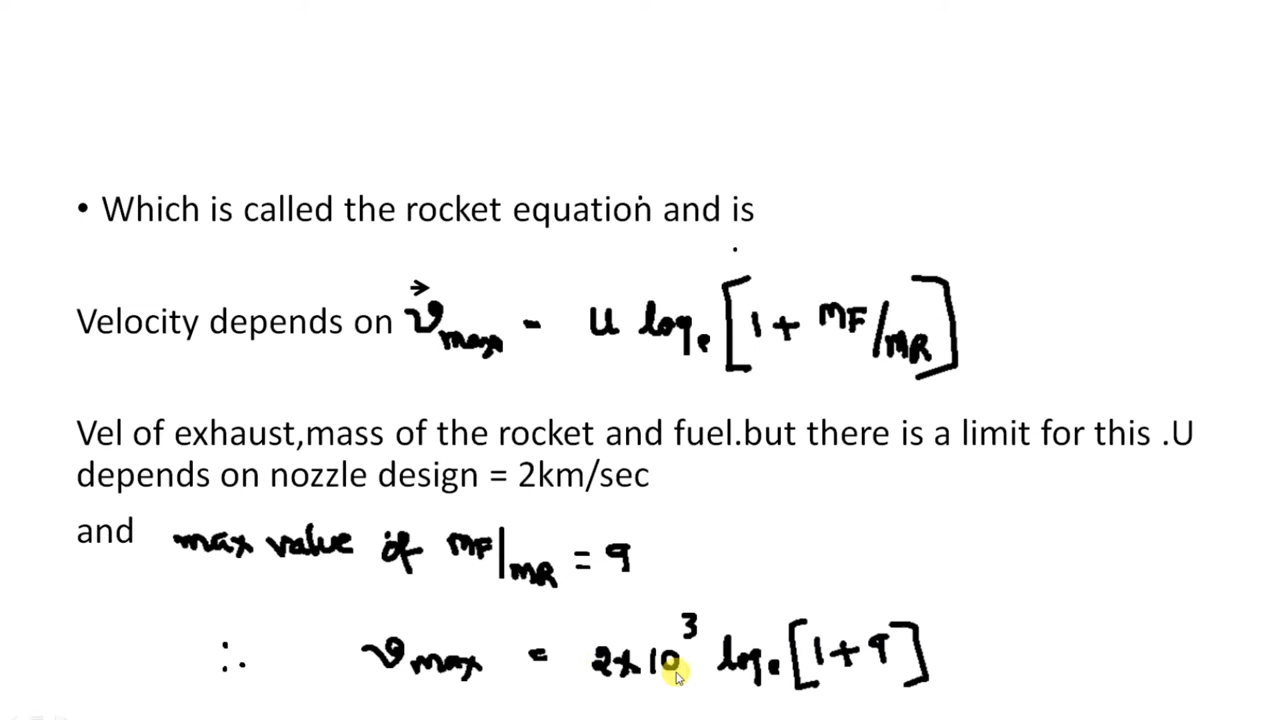 • Which is called the rocket equation and is
Velocity depends on v⃗max = U logₑ [1 + MF/MR]
Vel of exhaust,mass of the rocket and fuel.but there is a limit for this .U
depends on nozzle design = 2km/sec
and max value of MF/MR = 9
∴ vmax = 2×10³ logₑ [1+9]